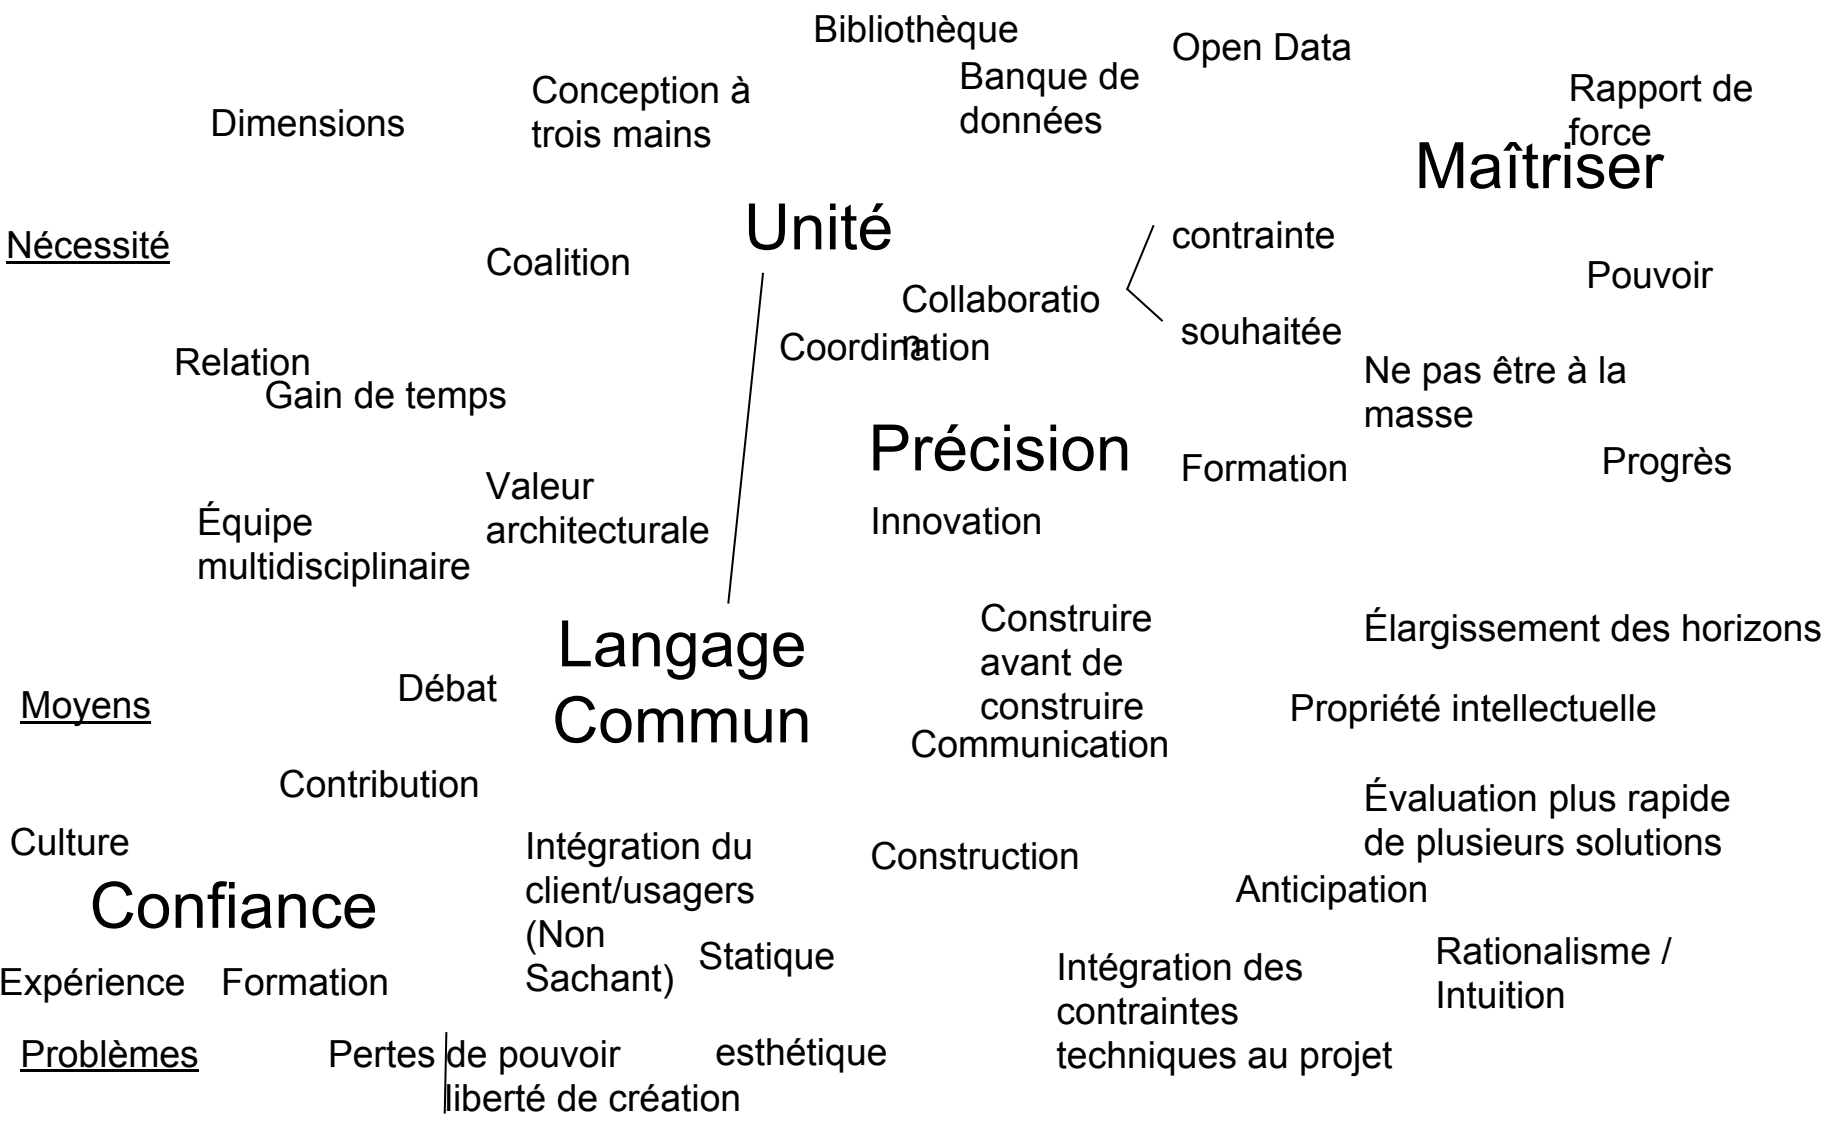 Bibliothèque
Open Data
Banque de
données
Conception à
trois mains
Dimensions
Rapport de
force
Maîtriser
Unité
Nécessité
Coalition
contrainte
Pouvoir
Collaboratio
n
souhaitée
Coordination
Relation
Gain de temps
Ne pas être à la
masse
Précision
Formation
Progrès
Valeur
architecturale
Innovation
Équipe
multidisciplinaire
Langage
Commun
Construire
avant de
construire
Élargissement des horizons
Moyens
Débat
Propriété intellectuelle
Communication
Contribution
Évaluation plus rapide
de plusieurs solutions
Culture
Intégration du
client/usagers
(Non
Sachant)
Construction
Anticipation
Confiance
Statique
Rationalisme /
Intuition
Expérience
Formation
Intégration des
contraintes
techniques au projet
Problèmes
Pertes de pouvoir
liberté de création
esthétique